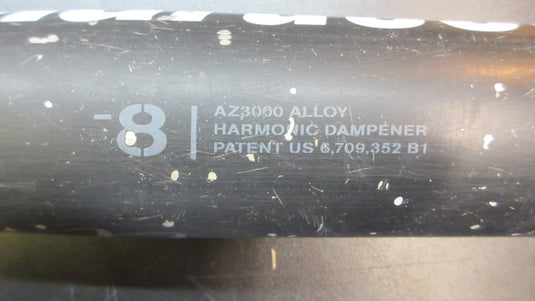 -8
AZ3000 ALLOY
HARMONIC DAMPENER
PATENT US 6,709,352 B1